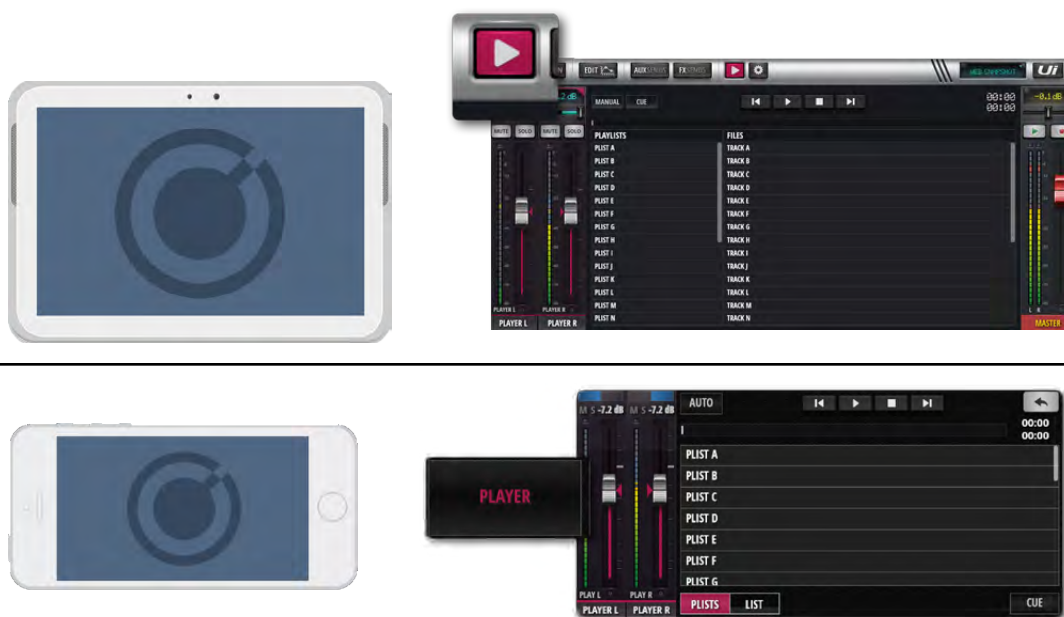 EDIT AUX SENDS FX SENDS Ui
.2 dB -0.1 dB
MANUAL CUE 00:00
00:00
MUTE SOLO MUTE SOLO
PLAYLISTS FILES
PLIST A TRACK A
PLIST B TRACK B
PLIST C TRACK C
PLIST D TRACK D
PLIST E TRACK E
PLIST F TRACK F
PLIST G TRACK G
PLIST H TRACK H
PLIST I TRACK I
PLIST J TRACK J
PLIST K TRACK K
PLIST L TRACK L
PLIST M TRACK M
PLIST N TRACK N
PLAYER L PLAYER R L R
PLAYER L PLAYER R MASTER
M S -7.2 dB M S -7.2 dB AUTO
00:00
00:00
PLIST A
PLIST B
PLIST C
PLIST D
PLIST E
PLIST F
PLIST G
PLAYER
PLAY L PLAY R
PLAYER L PLAYER R PLISTS LIST CUE